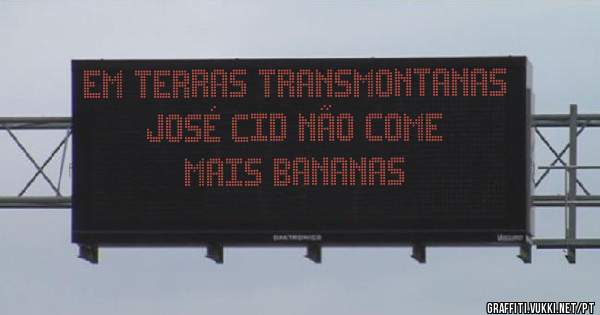 EM TERRAS TRANSMONTANAS
JOSÉ CID NÃO COME
MAIS BANANAS
DAKTRONICS
GRAFFITI.VUKKI.NET/PT